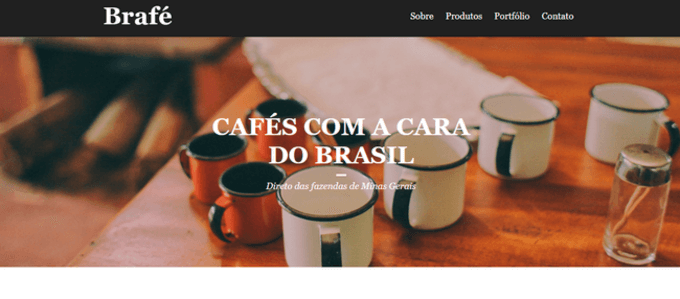 Brafé
Sobre Produtos Portfólio Contato
CAFÉS COM A CARA
DO BRASIL
Direto das fazendas de Minas Gerais